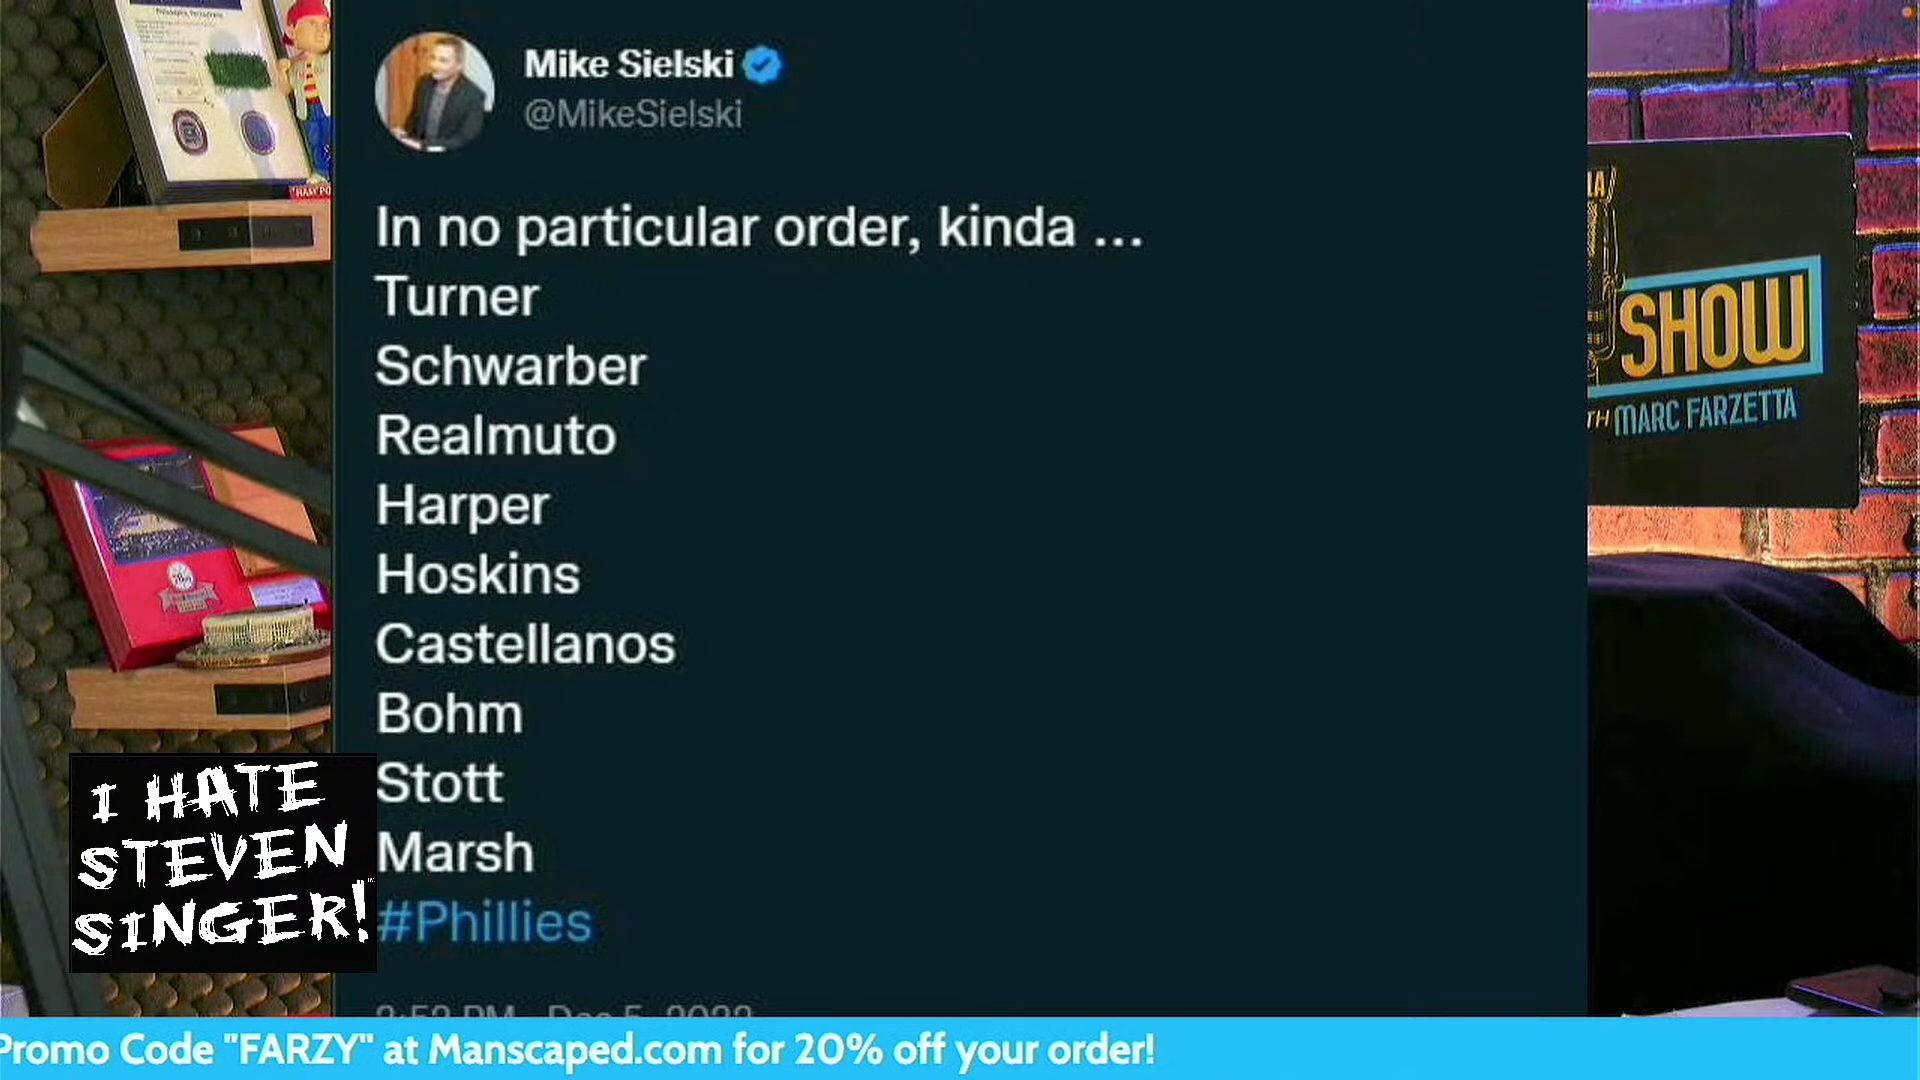 Mike Sielski
@MikeSielski
In no particular order, kinda ...
Turner
Schwarber
Realmuto
Harper
Hoskins
Castellanos
Bohm
Stott
Marsh
#Phillies
SHOW
MARC FARZETTA
I HATE
STEVEN
SINGER!
Promo Code "FARZY" at Manscaped.com for 20% off your order!